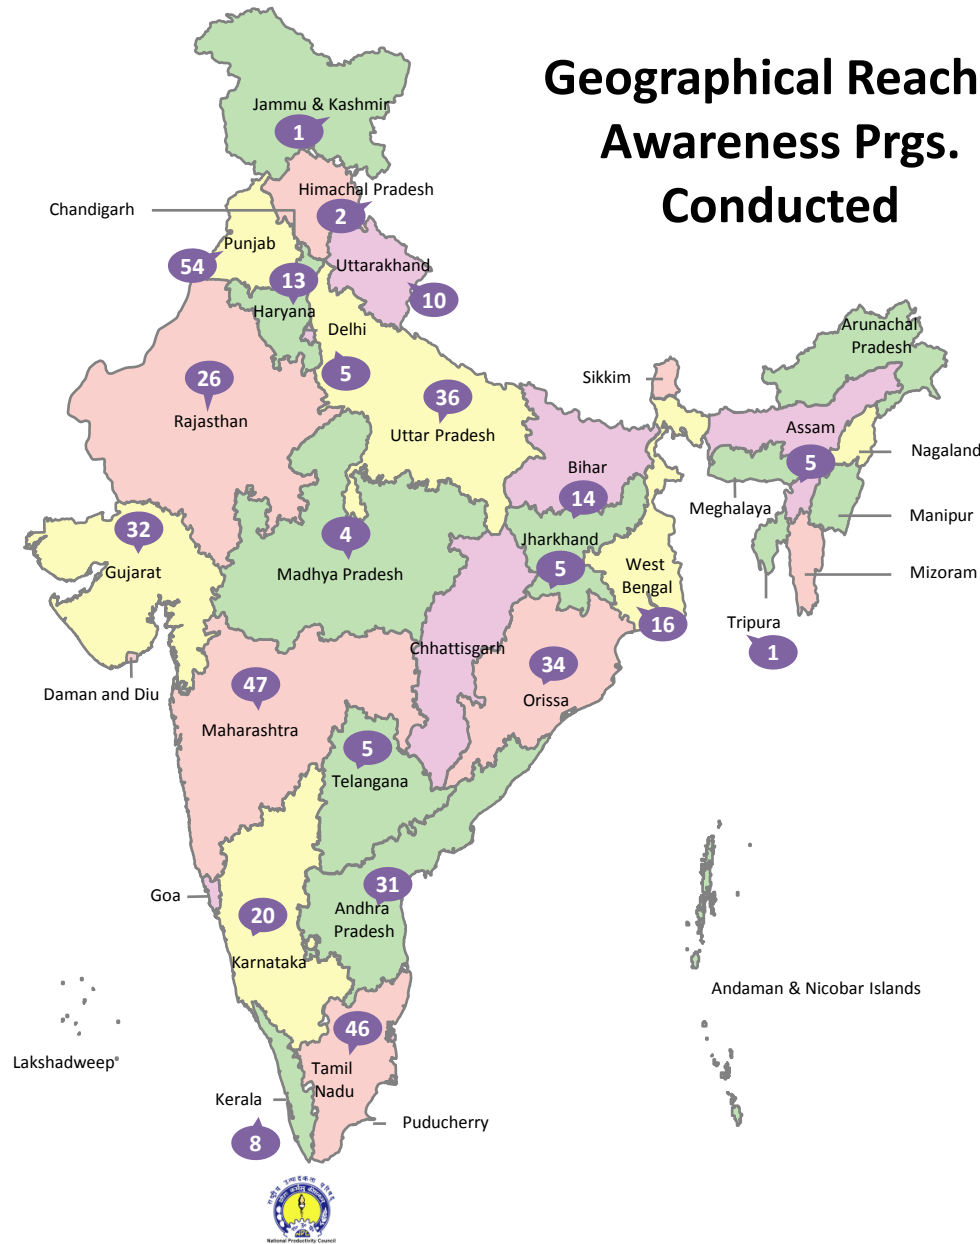 Geographical Reach
Awareness Prgs.
Conducted
Jammu & Kashmir
1
Himachal Pradesh
2
Chandigarh
Punjab
54
13
Haryana
Uttarakhand
10
Delhi
5
Arunachal
Pradesh
Sikkim
26
Rajasthan
36
Uttar Pradesh
Assam
5
Nagaland
Bihar
14
Meghalaya
Manipur
32
Gujarat
4
Madhya Pradesh
Jharkhand
5
West
Bengal
16
Mizoram
Tripura
1
Chhattisgarh
34
Orissa
Daman and Diu
47
Maharashtra
5
Telangana
Goa
31
Andhra
Pradesh
20
Karnataka
Andaman & Nicobar Islands
46
Tamil
Nadu
Lakshadweep
Kerala
8
Puducherry
National Productivity Council